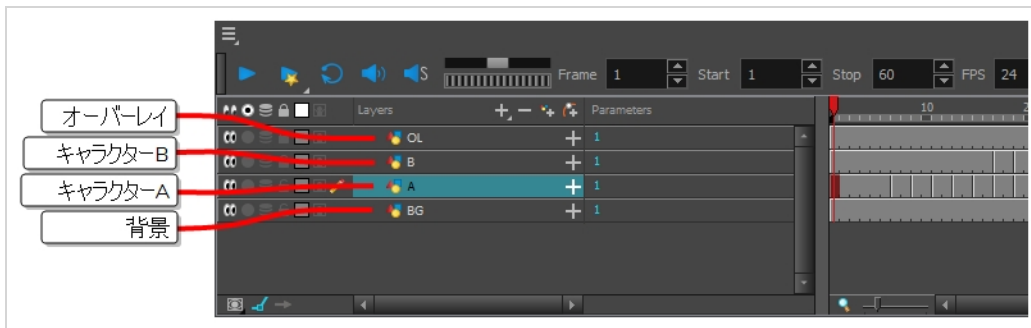 S Frame 1 Start 1 Stop 60 FPS 24
Layers Parameters 10 2
オーバーレイ OL 1
キャラクターB B 1
キャラクターA A 1
背景 BG 1